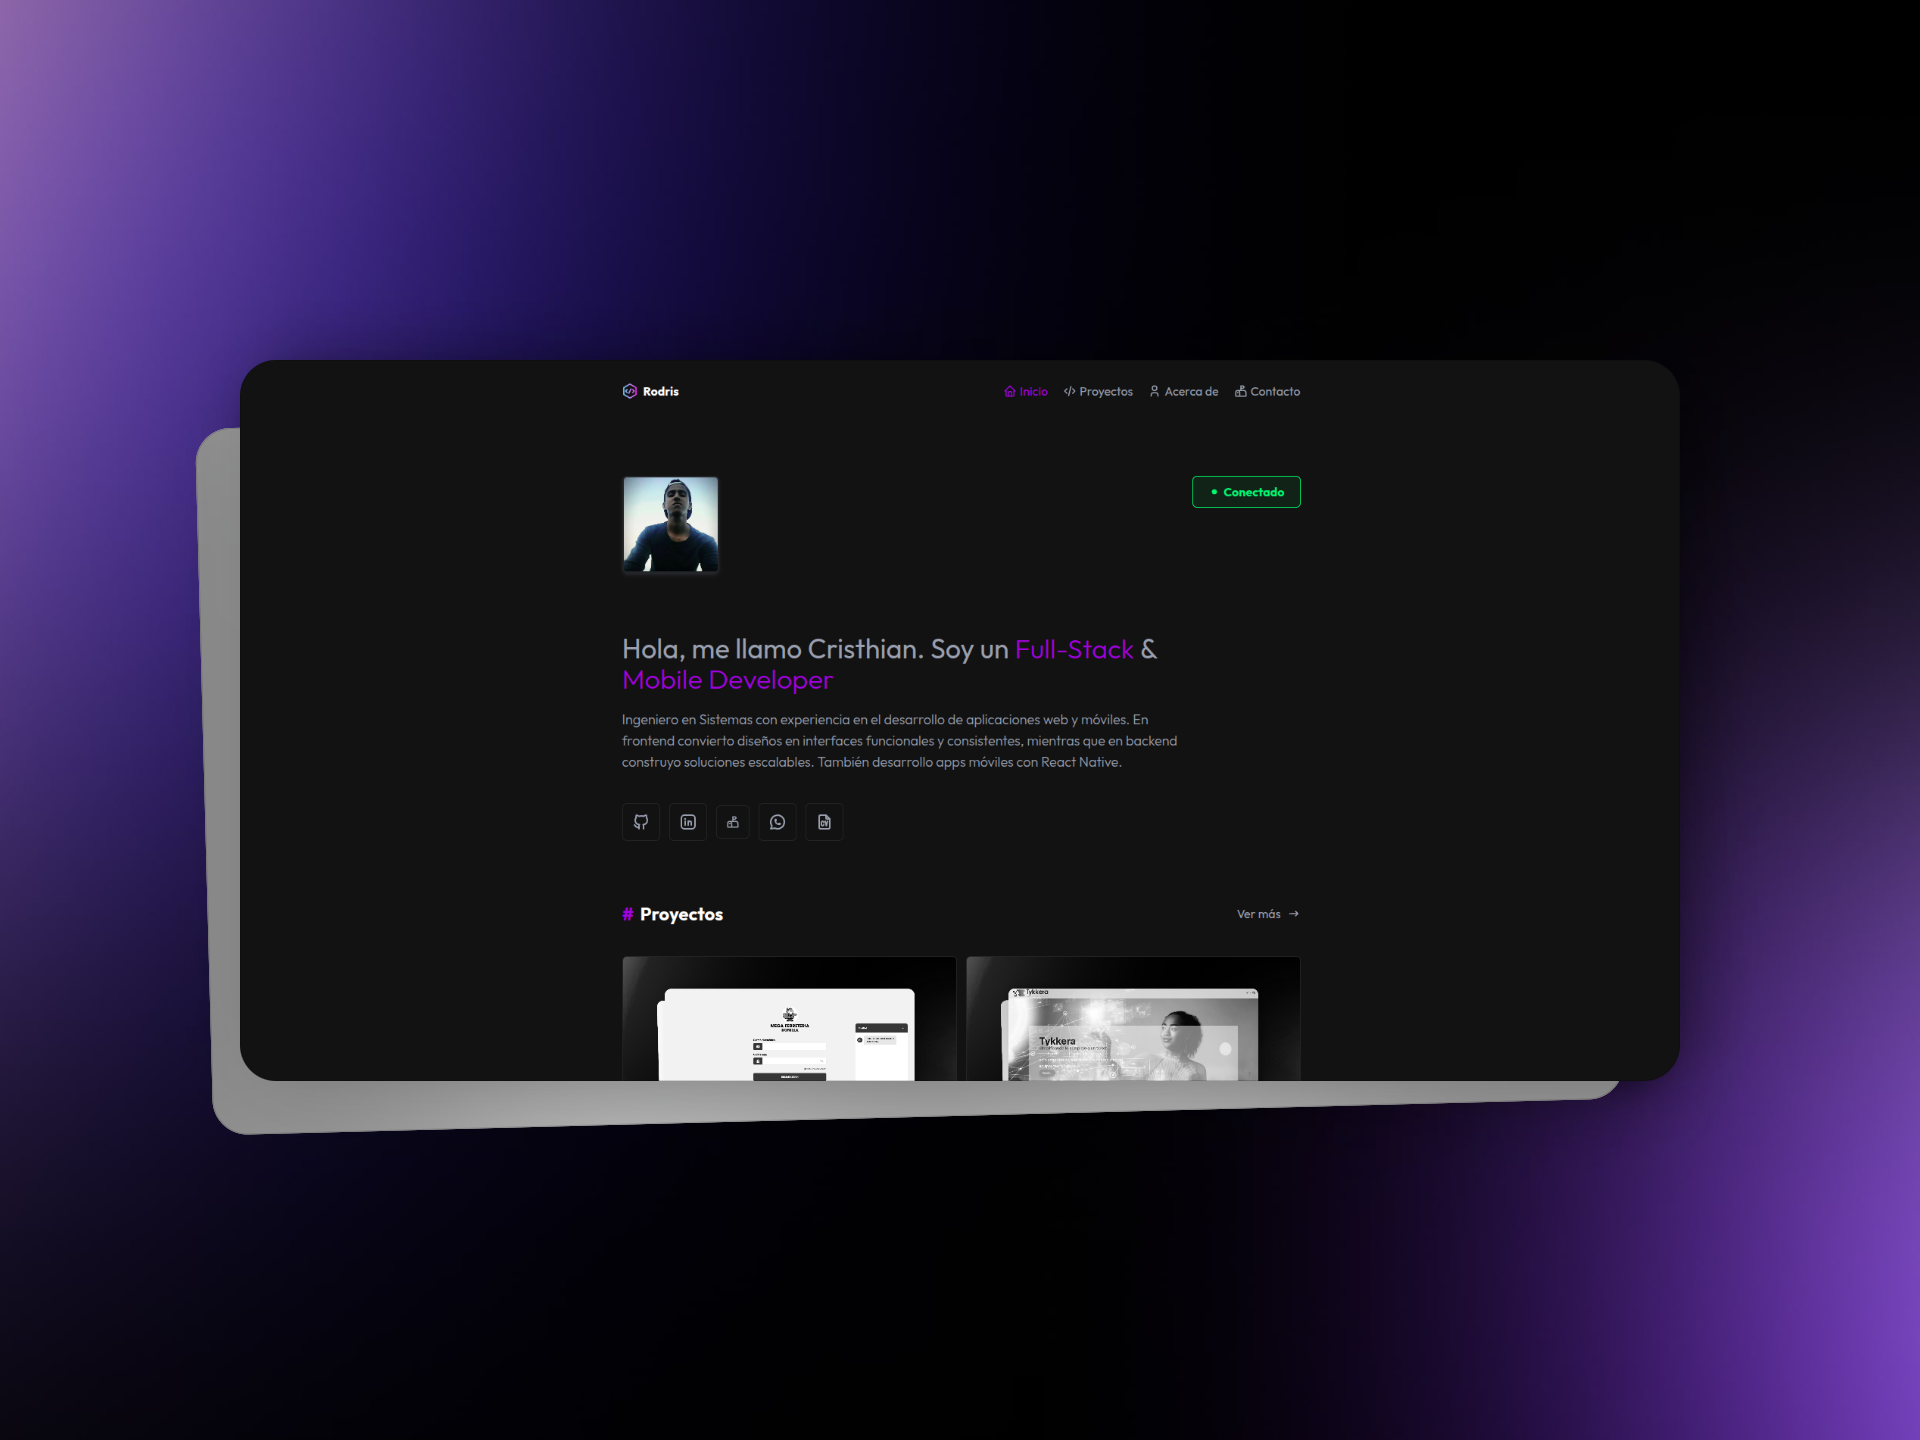 Rodris
Inicio
Proyectos
Acerca de
Contacto
Conectado
Hola, me llamo Cristhian. Soy un Full-Stack &
Mobile Developer
Ingeniero en Sistemas con experiencia en el desarrollo de aplicaciones web y móviles. En
frontend convierto diseños en interfaces funcionales y consistentes, mientras que en backend
construyo soluciones escalables. También desarrollo apps móviles con React Native.
# Proyectos
Ver más →
MEGA FERRETERIA
Tykkera
Tykkera